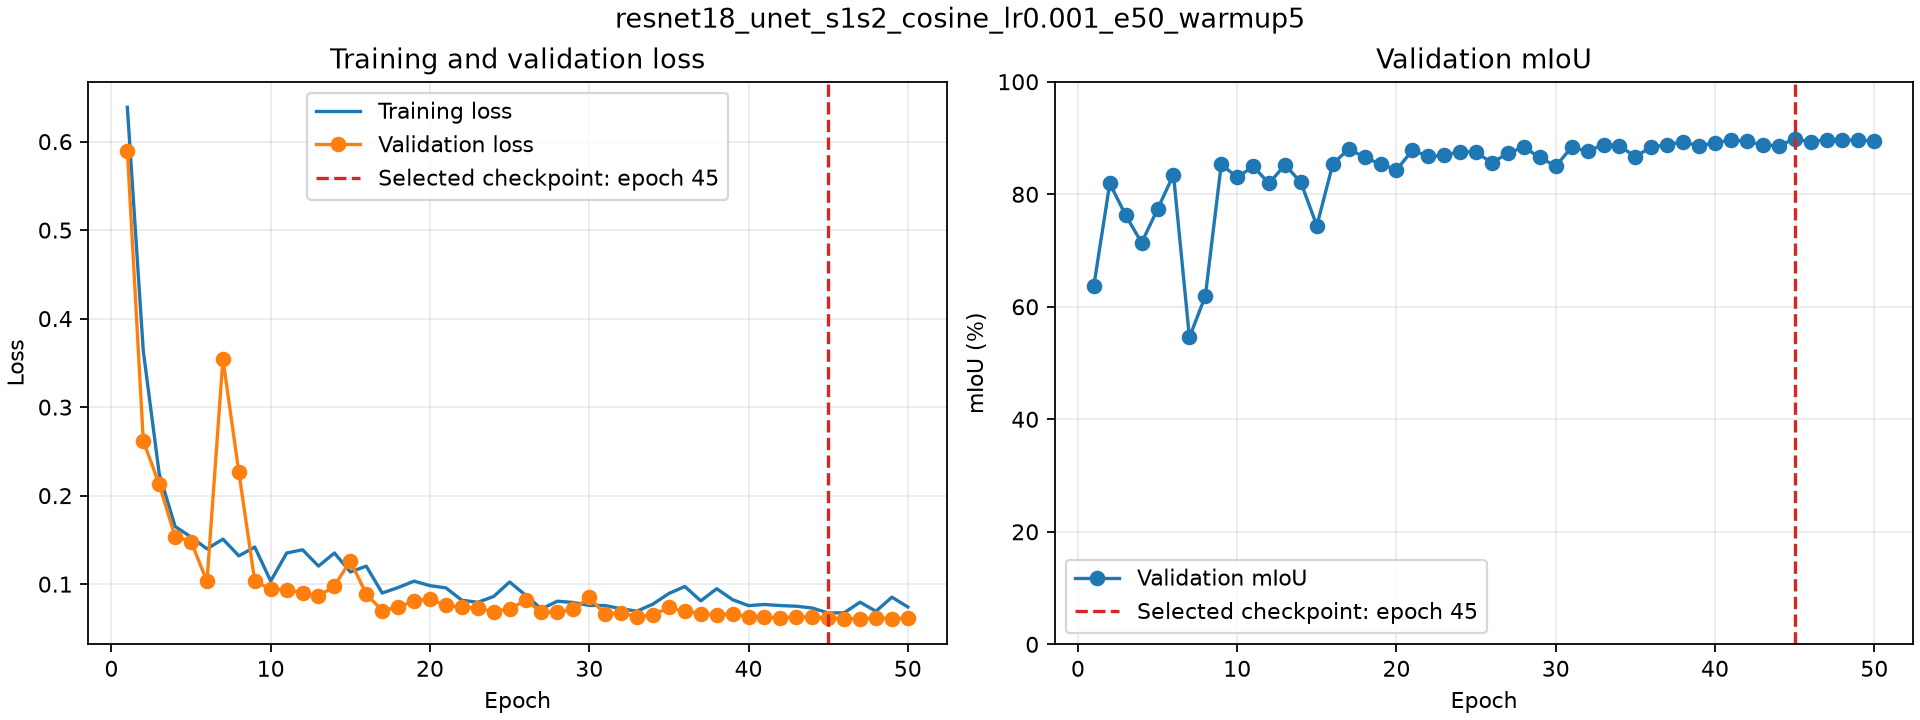 resnet18_unet_s1s2_cosine_lr0.001_e50_warmup5
Training and validation loss
Training loss
Validation loss
Selected checkpoint: epoch 45
0.6
0.5
0.4
0.3
0.2
0.1
Loss
0 10 20 30 40 50
Epoch
Validation mIoU
100
80
60
40
20
0
mIoU (%)
Validation mIoU
Selected checkpoint: epoch 45
0 10 20 30 40 50
Epoch